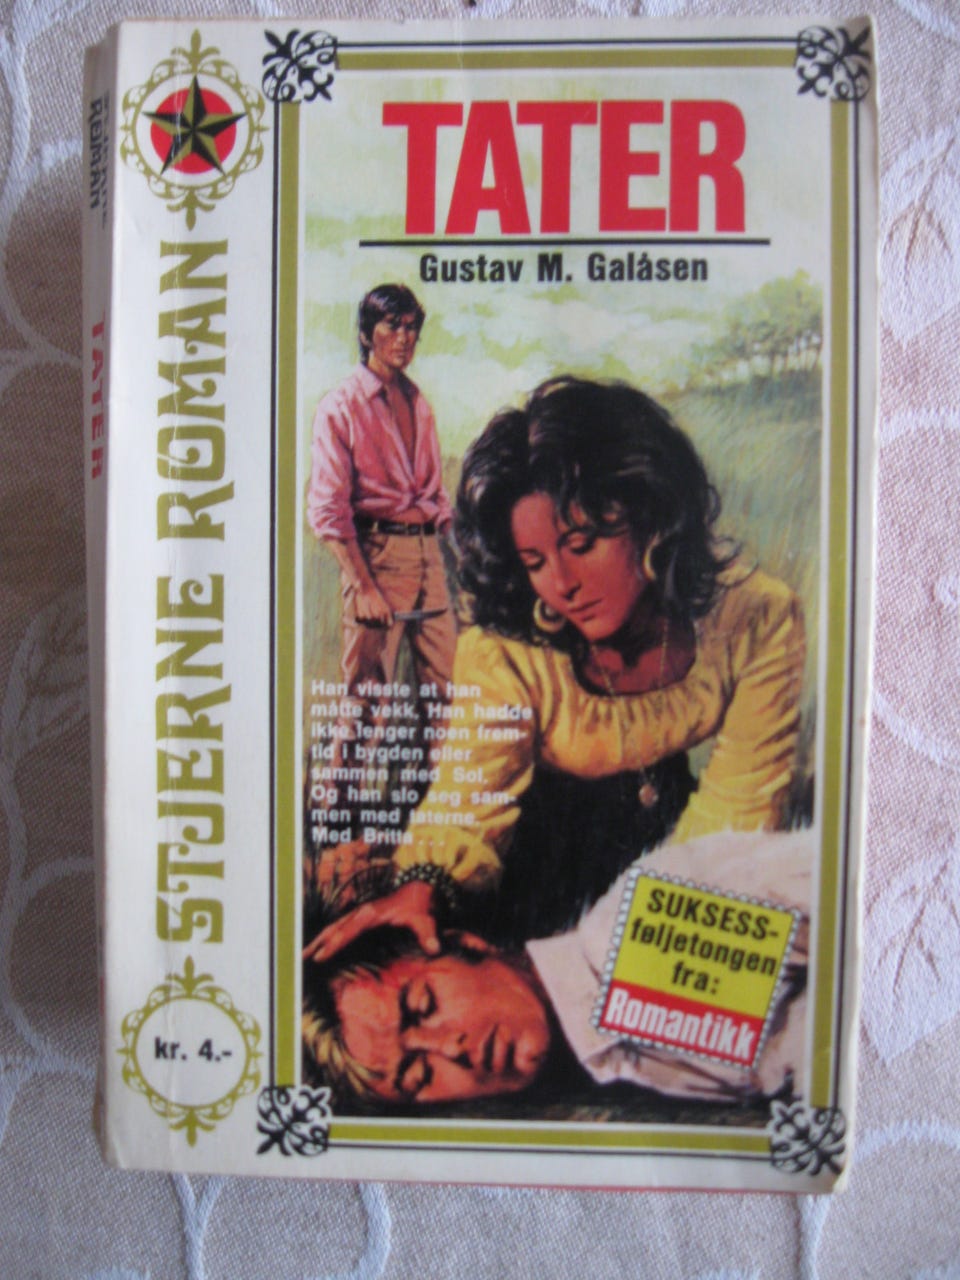 TATER
Gustav M. Galåsen
STJERNE ROMAN
Han visste at han
måtte vekk. Han hadde
ikke lenger noen frem-
tid i bygden eller
sammen med Sol.
Og han slo seg sam-
men med taterne.
Med Britta . . .
SUKSESS-
føljetongen
fra:
Romantikk
kr. 4.-
ROMAN
TATER